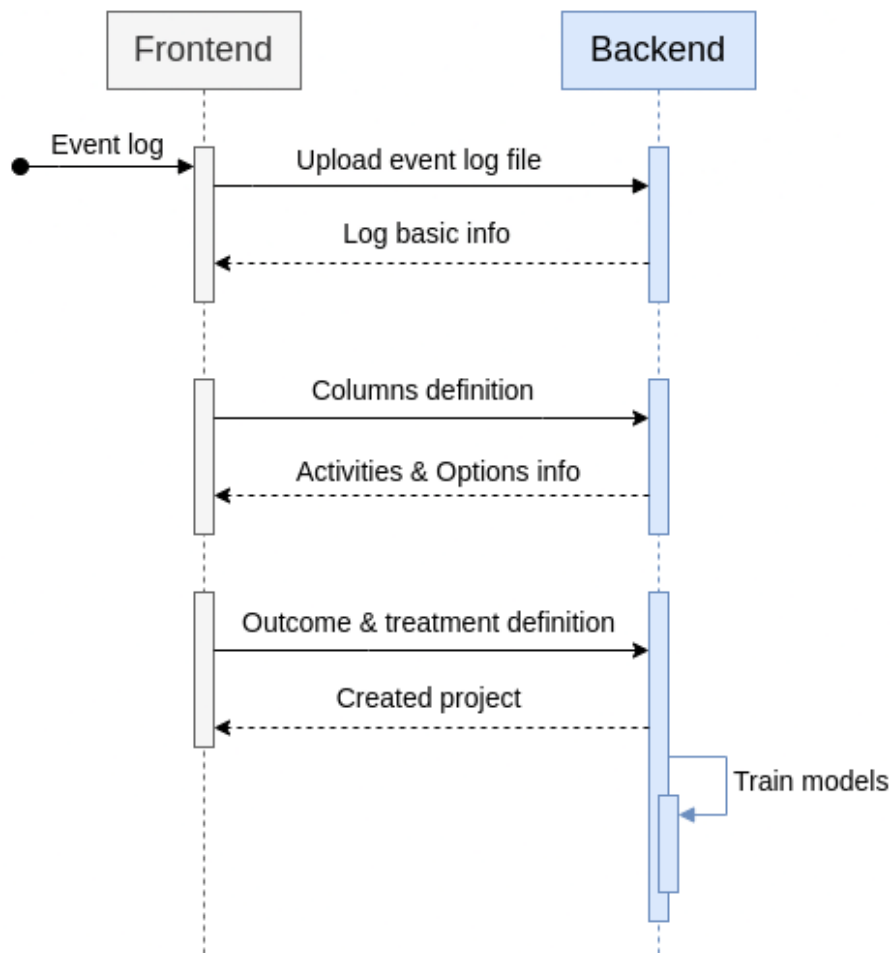 Frontend
Backend
Event log
Upload event log file
Log basic info
Columns definition
Activities & Options info
Outcome & treatment definition
Created project
Train models